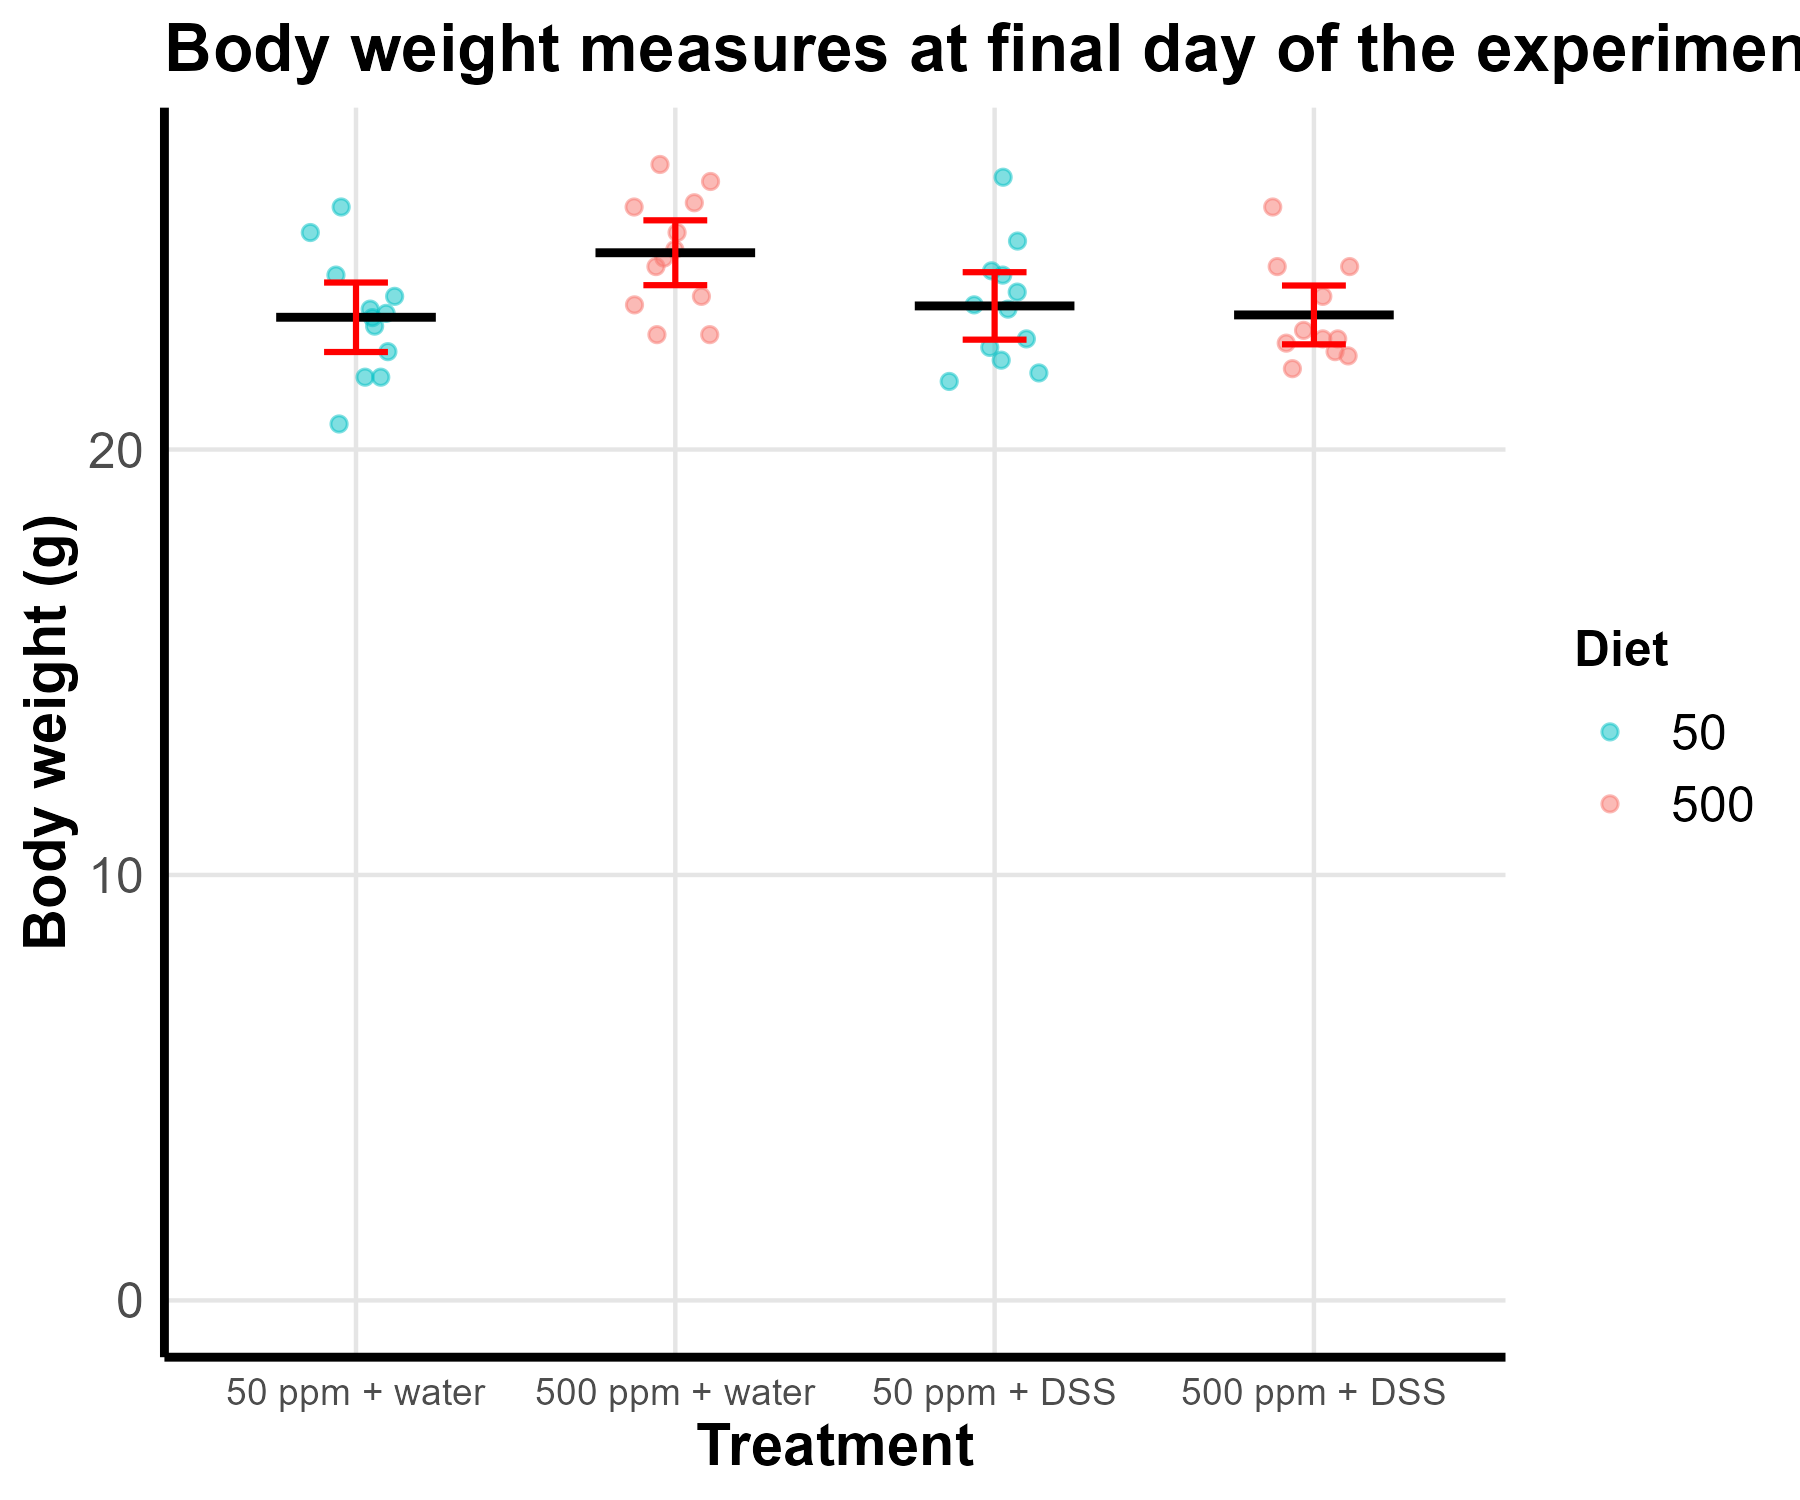 Body weight measures at final day of the experimen
Body weight (g)
20
10
0
50 ppm + water
500 ppm + water
50 ppm + DSS
500 ppm + DSS
Treatment
Diet
50
500